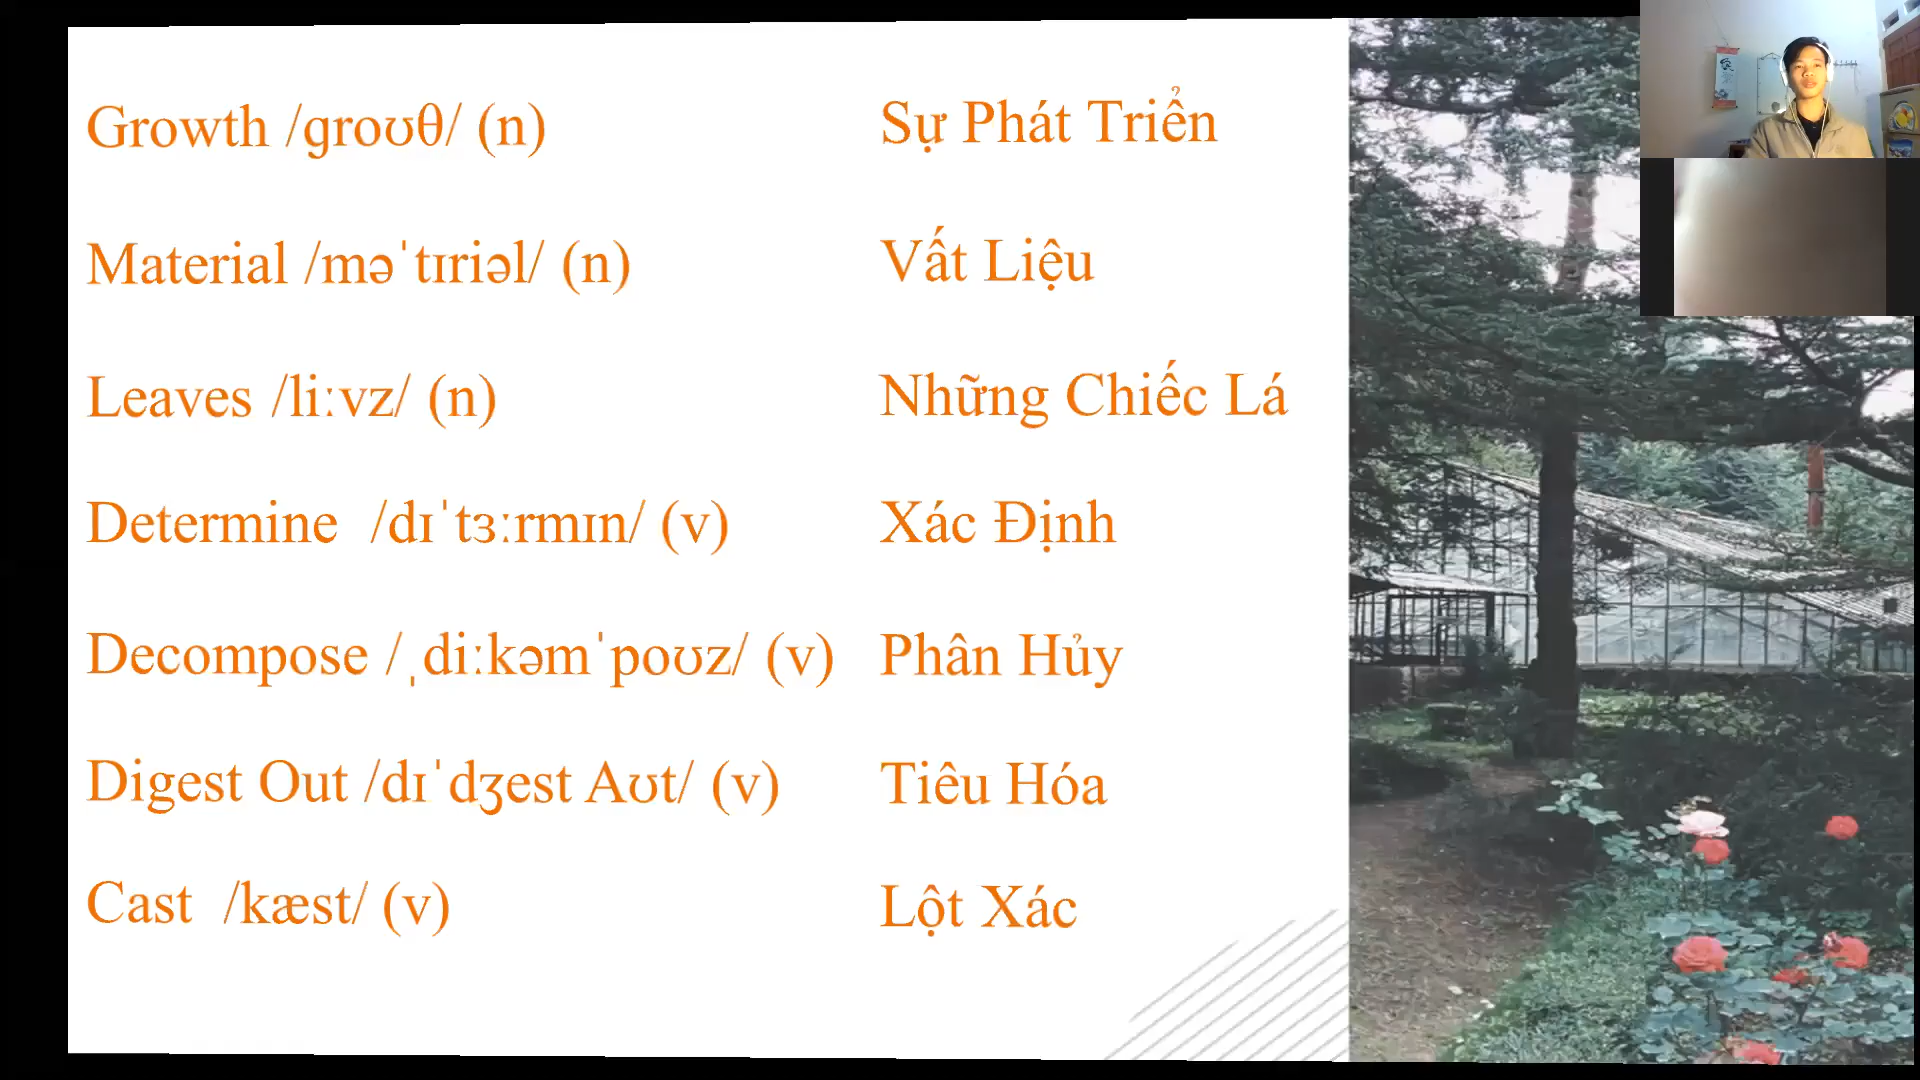 Growth /ɡroʊθ/ (n) Sự Phát Triển
Material /məˈtɪriəl/ (n) Vất Liệu
Leaves /liːvz/ (n) Những Chiếc Lá
Determine /dɪˈtɜːrmɪn/ (v) Xác Định
Decompose /ˌdiːkəmˈpoʊz/ (v) Phân Hủy
Digest Out /dɪˈdʒest Aʊt/ (v) Tiêu Hóa
Cast /kæst/ (v) Lột Xác